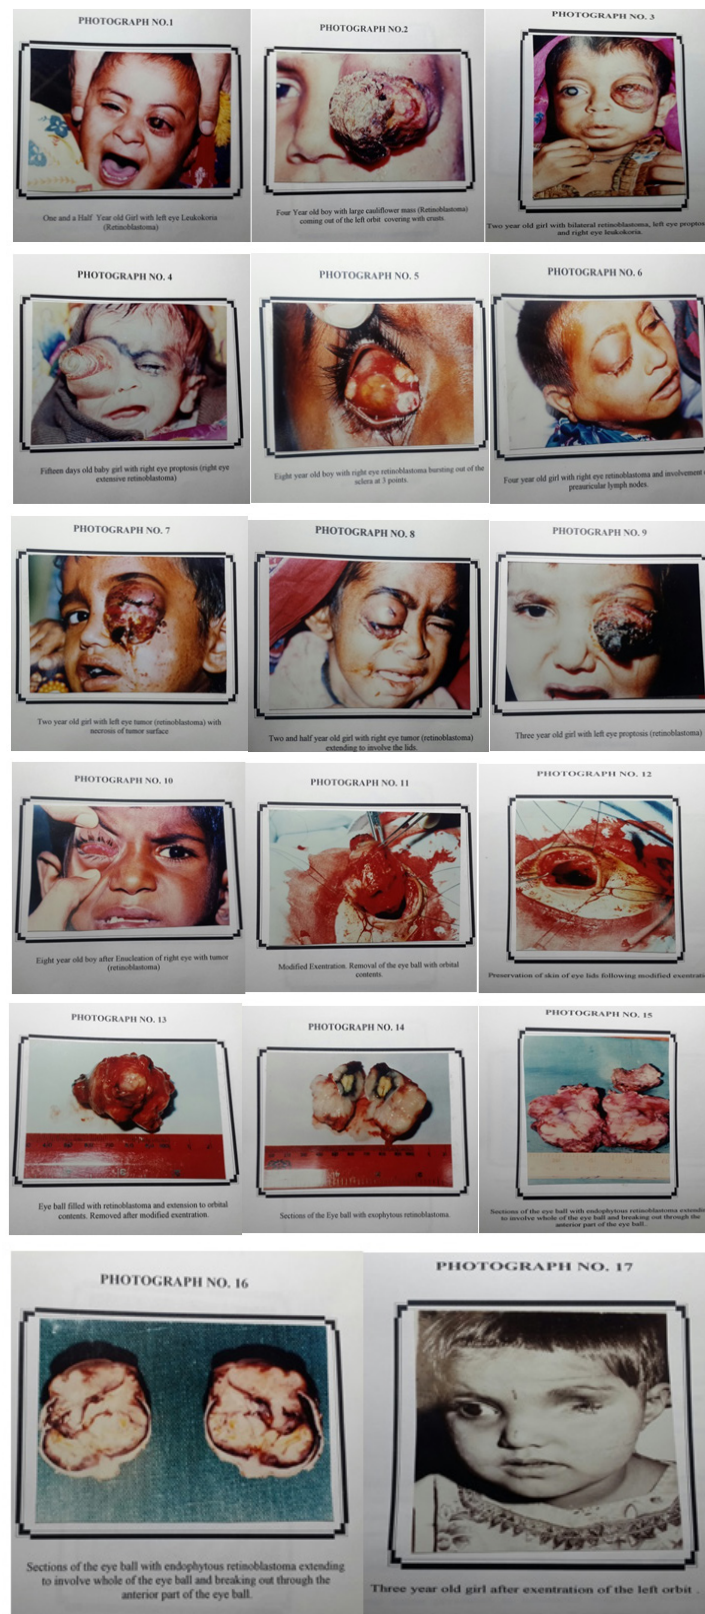 PHOTOGRAPH NO.1
One and a Half Year old Girl with left eye Leukokoria
(Retinoblastoma)
PHOTOGRAPH NO.2
Four Year old boy with large cauliflower mass (Retinoblastoma)
coming out of the left orbit covering with crusts.
PHOTOGRAPH NO. 3
Two year old girl with bilateral retinoblastoma, left eye
and right eye leukokoria.
PHOTOGRAPH NO. 4
Fifteen days old baby girl with right eye proptosis (right eye
extensive retinoblastoma)
PHOTOGRAPH NO. 5
Eight year old boy with right eye retinoblastoma bursting out of the
sclera at 3 points.
PHOTOGRAPH NO. 6
Four year old girl with right eye retinoblastoma and involvement
preauricular lymph nodes.
PHOTOGRAPH NO. 7
Two year old girl with left eye tumor (retinoblastoma) with
necrosis of tumor surface
PHOTOGRAPH NO. 8
Two and half year old girl with right eye tumor (retinoblastoma)
extending to involve the lids.
PHOTOGRAPH NO. 9
Three year old girl with left eye proptosis (retinoblastoma)
PHOTOGRAPH NO. 10
Eight year old boy after Enucleation of right eye with tumor
(retinoblastoma)
PHOTOGRAPH NO. 11
Modified Exentration. Removal of the eye ball with orbital
contents.
PHOTOGRAPH NO. 12
Preservation of skin of eye lids following modified
PHOTOGRAPH NO. 13
Eye ball filled with retinoblastoma and extension to orbital
contents. Removed after modified exentration.
PHOTOGRAPH NO. 14
Sections of the Eye ball with exophytous retinoblastoma.
PHOTOGRAPH NO. 15
Sections of the eye ball with endophytous retinoblastoma
to involve whole of the eye ball and breaking out through the
anterior part of the eye ball.
PHOTOGRAPH NO. 16
Sections of the eye ball with endophytous retinoblastoma extending
to involve whole of the eye ball and breaking out through the
anterior part of the eye ball.
PHOTOGRAPH NO. 17
Three year old girl after exentration of the left orbit .